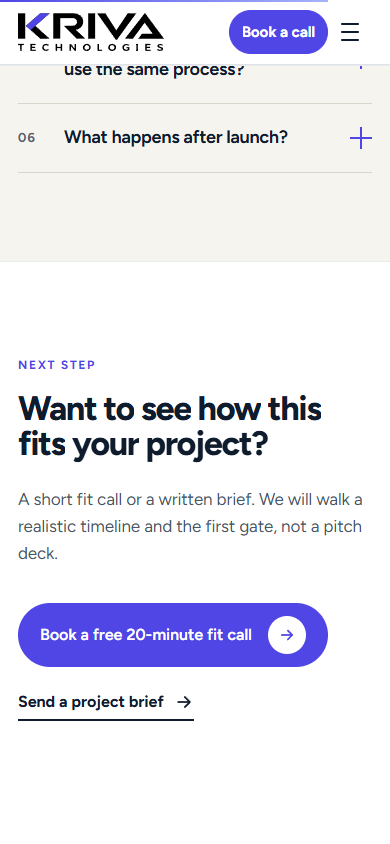 KRIVA
TECHNOLOGIES
Book a call
use the same process?
06
What happens after launch?
NEXT STEP
Want to see how this
fits your project?
A short fit call or a written brief. We will walk a
realistic timeline and the first gate, not a pitch
deck.
Book a free 20-minute fit call
Send a project brief